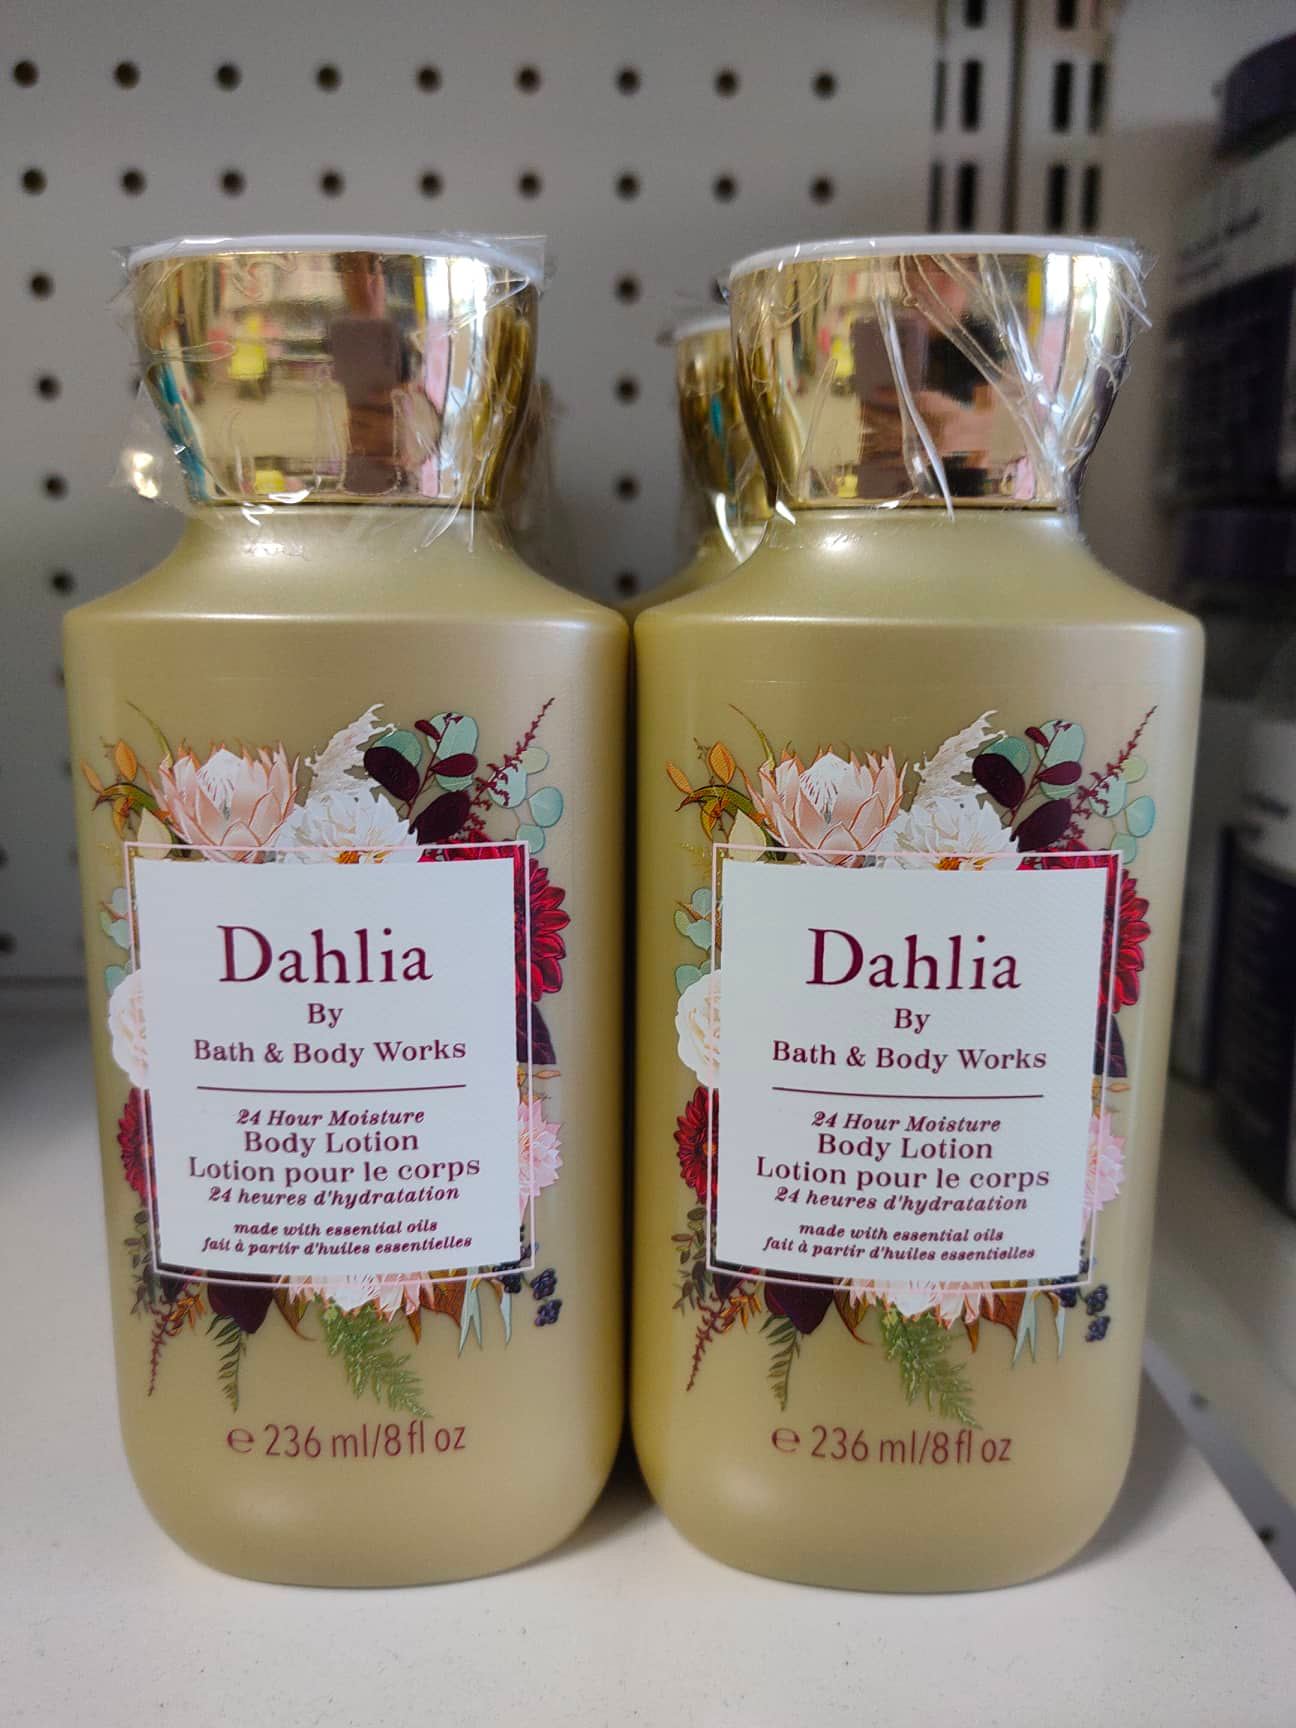 Dahlia
By
Bath & Body Works
24 Hour Moisture
Body Lotion
Lotion pour le corps
24 heures d'hydratation
made with essential oils
fait à partir d'huiles essentielles
℮ 236 ml/8 fl oz
Dahlia
By
Bath & Body Works
24 Hour Moisture
Body Lotion
Lotion pour le corps
24 heures d'hydratation
made with essential oils
fait à partir d'huiles essentielles
℮ 236 ml/8 fl oz